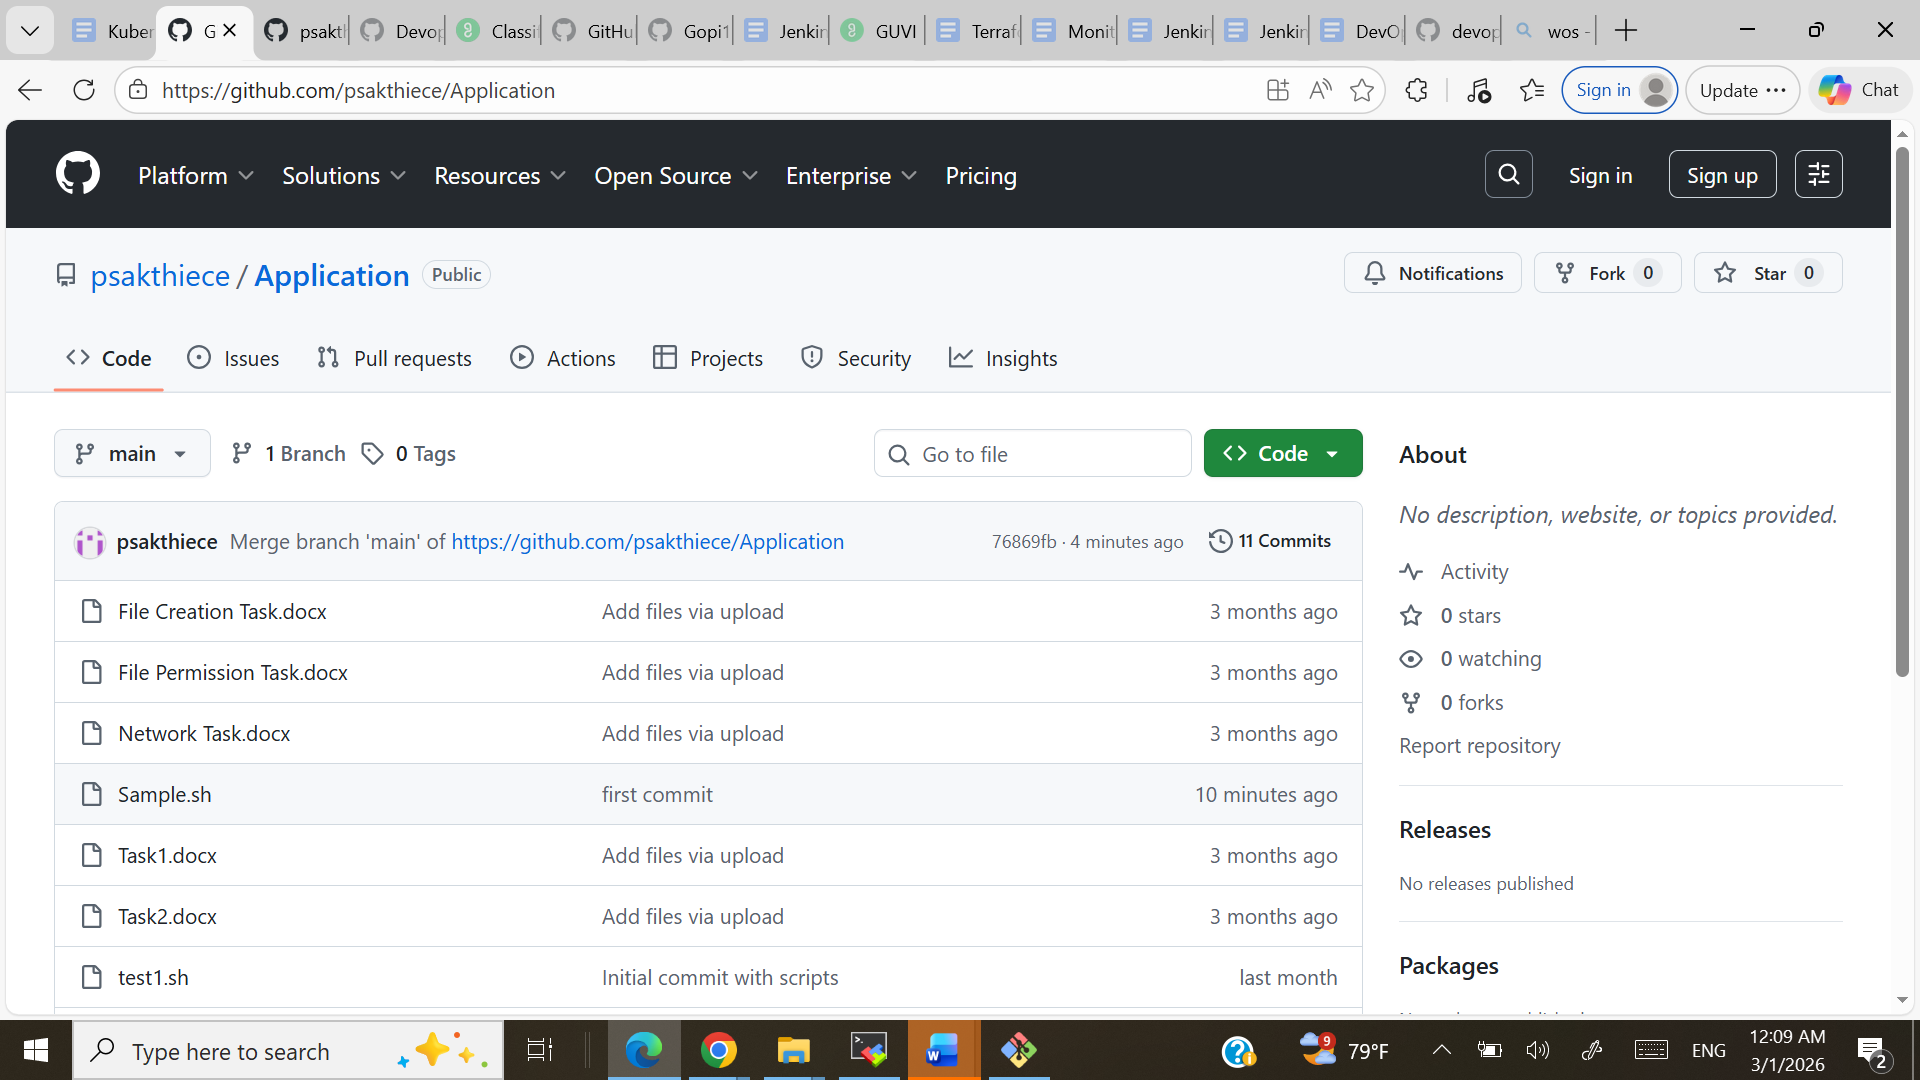 Kuber
G
psakth
Devop
Classi
GitHu
Gopi1
Jenkin
GUVI
Terraf
Monit
Jenkin
Jenkin
DevO
devop
wos -
https://github.com/psakthiece/Application
Sign in
Update
Chat
Platform
Solutions
Resources
Open Source
Enterprise
Pricing
Sign in
Sign up
psakthiece / Application
Public
Notifications
Fork 0
Star 0
Code
Issues
Pull requests
Actions
Projects
Security
Insights
main
1 Branch
0 Tags
Go to file
Code
psakthiece Merge branch 'main' of https://github.com/psakthiece/Application 76869fb · 4 minutes ago 11 Commits
File Creation Task.docx Add files via upload 3 months ago
File Permission Task.docx Add files via upload 3 months ago
Network Task.docx Add files via upload 3 months ago
Sample.sh first commit 10 minutes ago
Task1.docx Add files via upload 3 months ago
Task2.docx Add files via upload 3 months ago
test1.sh Initial commit with scripts last month
About
No description, website, or topics provided.
Activity
0 stars
0 watching
0 forks
Report repository
Releases
No releases published
Packages
Type here to search
9
79°F
ENG
12:09 AM
3/1/2026
2